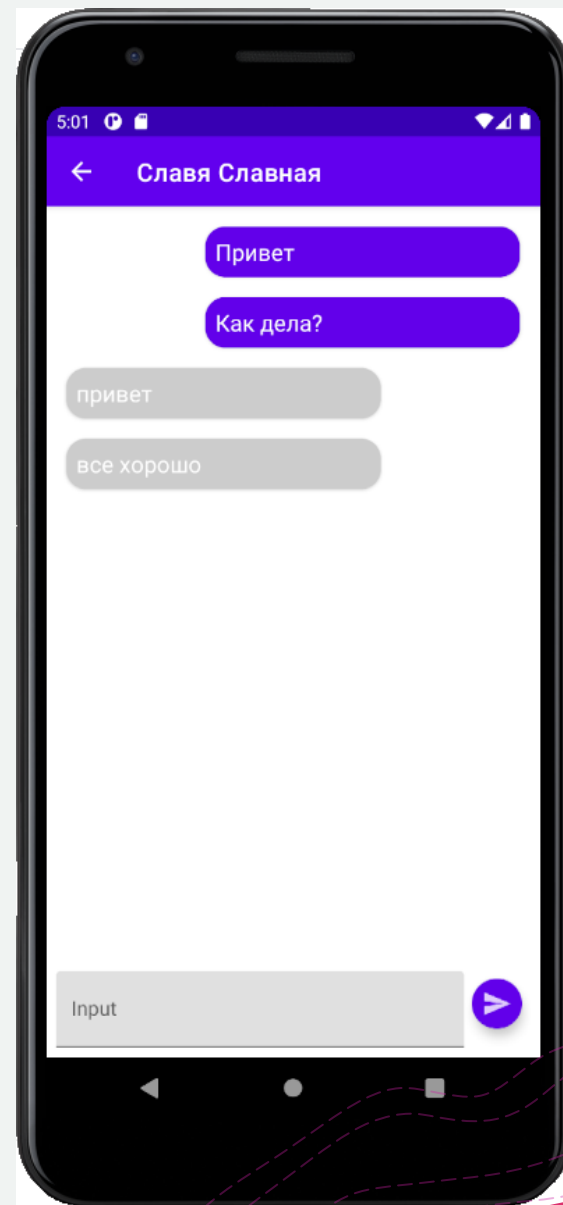 5:01
Славя Славная
Привет
Как дела?
привет
все хорошо
Input